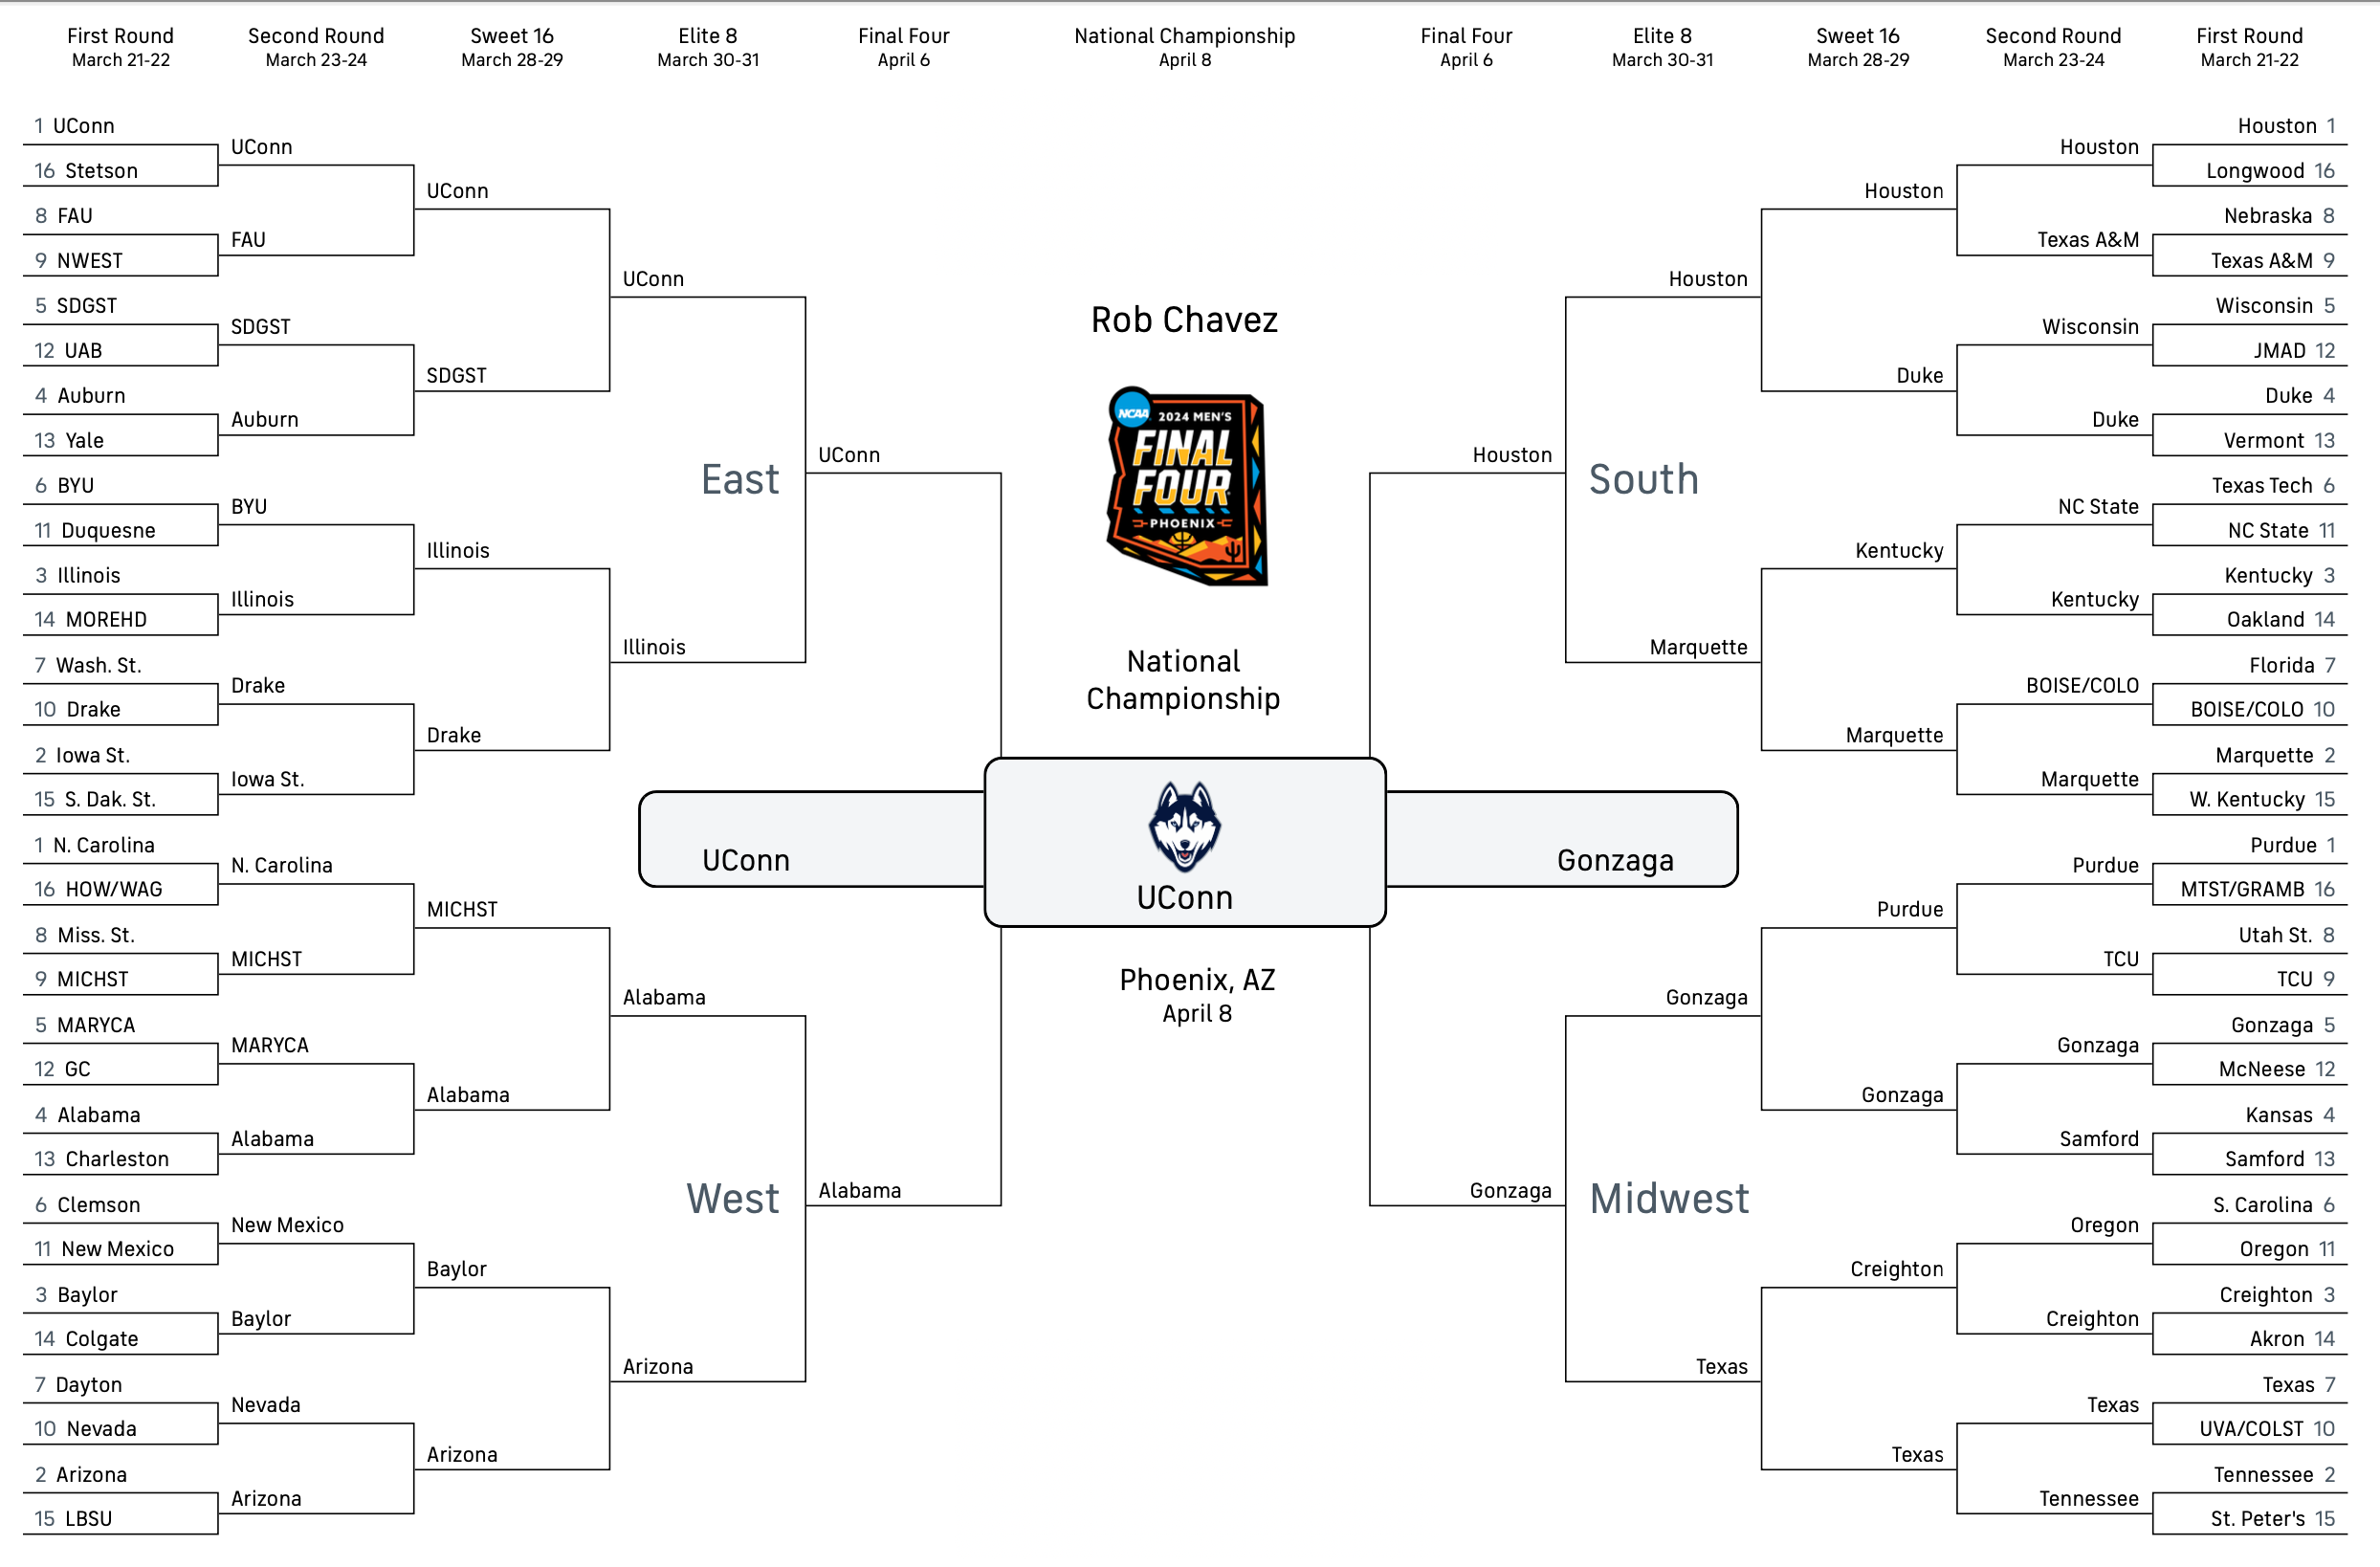 First Round
March 21-22
Second Round
March 23-24
Sweet 16
March 28-29
Elite 8
March 30-31
Final Four
April 6
National Championship
April 8
Final Four
April 6
Elite 8
March 30-31
Sweet 16
March 28-29
Second Round
March 23-24
First Round
March 21-22
1 UConn
16 Stetson
8 FAU
9 NWEST
5 SDGST
12 UAB
4 Auburn
13 Yale
6 BYU
11 Duquesne
3 Illinois
14 MOREHD
7 Wash. St.
10 Drake
2 Iowa St.
15 S. Dak. St.
1 N. Carolina
16 HOW/WAG
8 Miss. St.
9 MICHST
5 MARYCA
12 GC
4 Alabama
13 Charleston
6 Clemson
11 New Mexico
3 Baylor
14 Colgate
7 Dayton
10 Nevada
2 Arizona
15 LBSU
UConn
FAU
SDGST
Auburn
BYU
Illinois
Drake
Iowa St.
N. Carolina
MICHST
MARYCA
Alabama
New Mexico
Baylor
Nevada
Arizona
UConn
SDGST
Illinois
Drake
MICHST
Alabama
Baylor
Arizona
UConn
Illinois
Alabama
Arizona
East
West
UConn
Alabama
Rob Chavez
NCAA
2024 MEN'S
FINAL
FOUR
PHOENIX
National
Championship
UConn
UConn
Gonzaga
Phoenix, AZ
April 8
Houston
Gonzaga
South
Midwest
Houston
Marquette
Gonzaga
Texas
Houston
Duke
Kentucky
Marquette
Purdue
Gonzaga
Creighton
Texas
Houston
Texas A&M
Wisconsin
Duke
NC State
Kentucky
BOISE/COLO
Marquette
Purdue
TCU
Gonzaga
Samford
Oregon
Creighton
Texas
Tennessee
Houston 1
Longwood 16
Nebraska 8
Texas A&M 9
Wisconsin 5
JMAD 12
Duke 4
Vermont 13
Texas Tech 6
NC State 11
Kentucky 3
Oakland 14
Florida 7
BOISE/COLO 10
Marquette 2
W. Kentucky 15
Purdue 1
MTST/GRAMB 16
Utah St. 8
TCU 9
Gonzaga 5
McNeese 12
Kansas 4
Samford 13
S. Carolina 6
Oregon 11
Creighton 3
Akron 14
Texas 7
UVA/COLST 10
Tennessee 2
St. Peter's 15